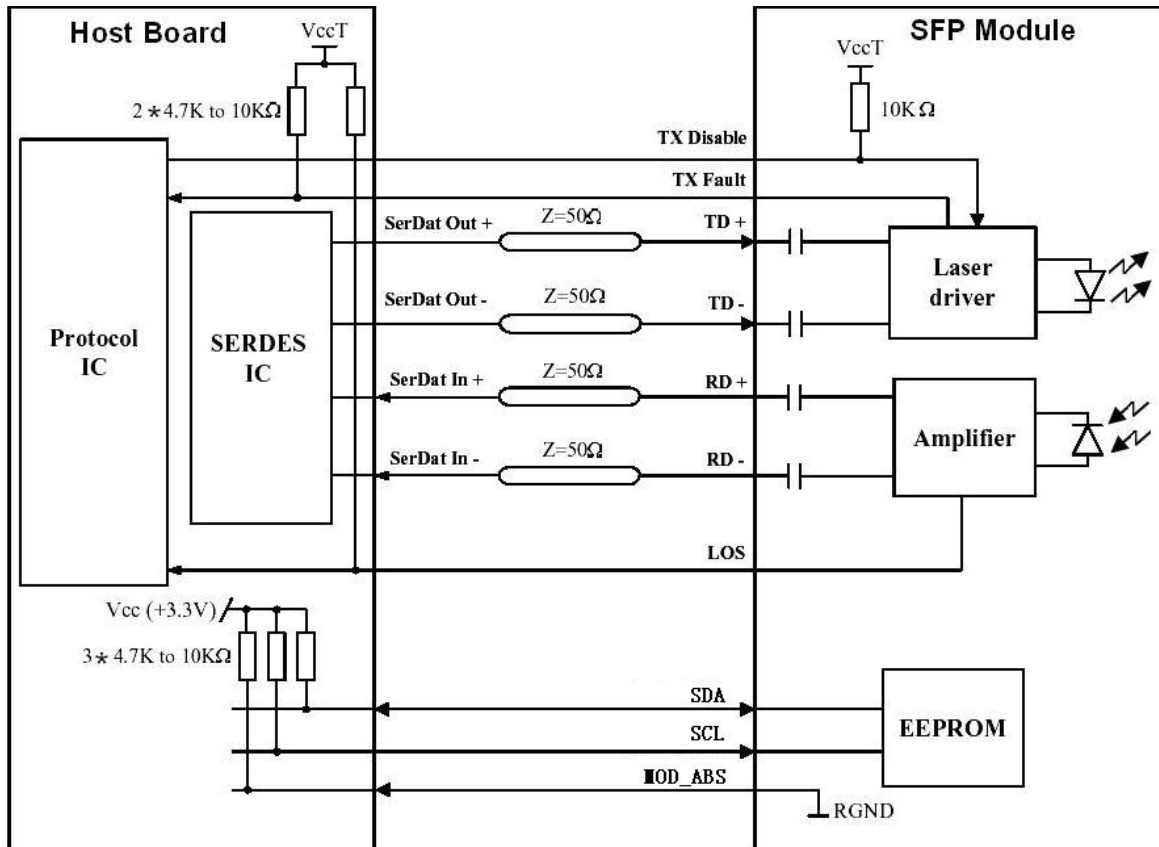 Host Board
SFP Module
VccT
VccT
2*4.7K to 10KΩ
10KΩ
TX Disable
TX Fault
SerDat Out +
Z=50Ω
TD +
Laser
driver
SerDat Out -
Z=50Ω
TD -
Protocol
IC
SERDES
IC
SerDat In +
Z=50Ω
RD +
Amplifier
SerDat In -
Z=50Ω
RD -
LOS
Vcc (+3.3V)
3*4.7K to 10KΩ
SDA
EEPROM
SCL
MOD_ABS
RGND